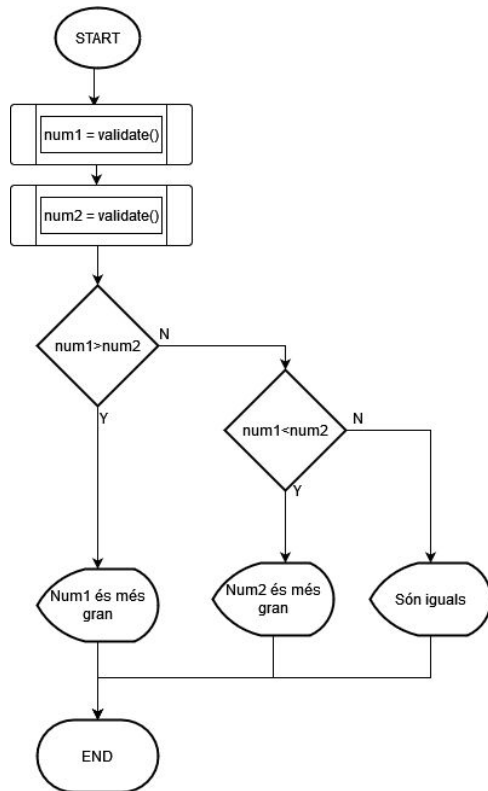 START
num1 = validate()
num2 = validate()
num1>num2
N
Y
num1<num2
N
Y
Num1 és més
gran
Num2 és més
gran
Són iguals
END